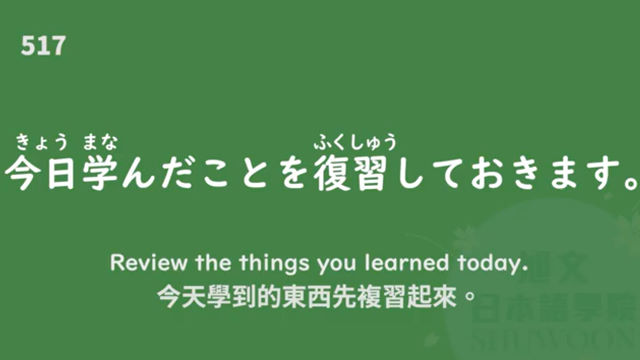 517
きょう まな ふくしゅう
今日学んだことを復習しておきます。
Review the things you learned today.
今天學到的東西先複習起來。
旭文
日本語學院
SHUWOON